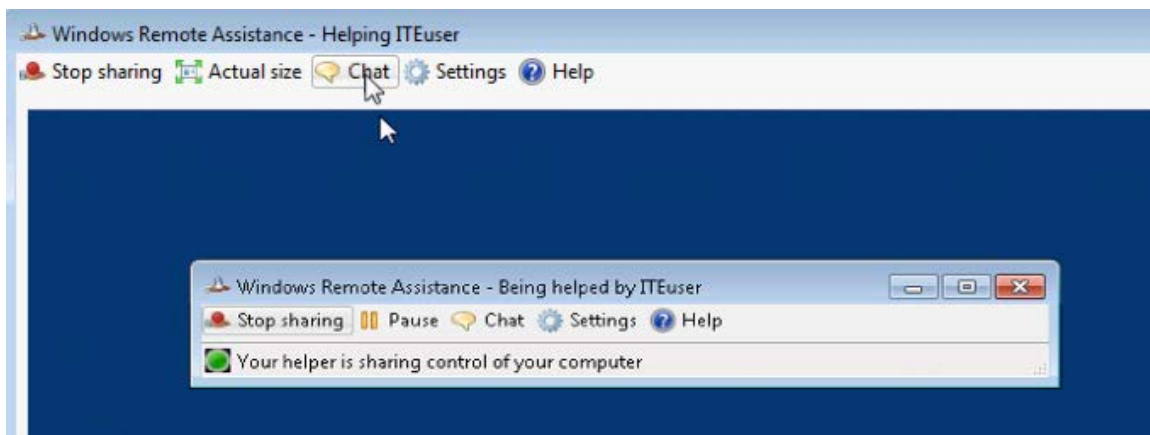 Windows Remote Assistance - Helping ITEuser
Stop sharing Actual size Chat Settings Help
Windows Remote Assistance - Being helped by ITEuser
Stop sharing Pause Chat Settings Help
Your helper is sharing control of your computer